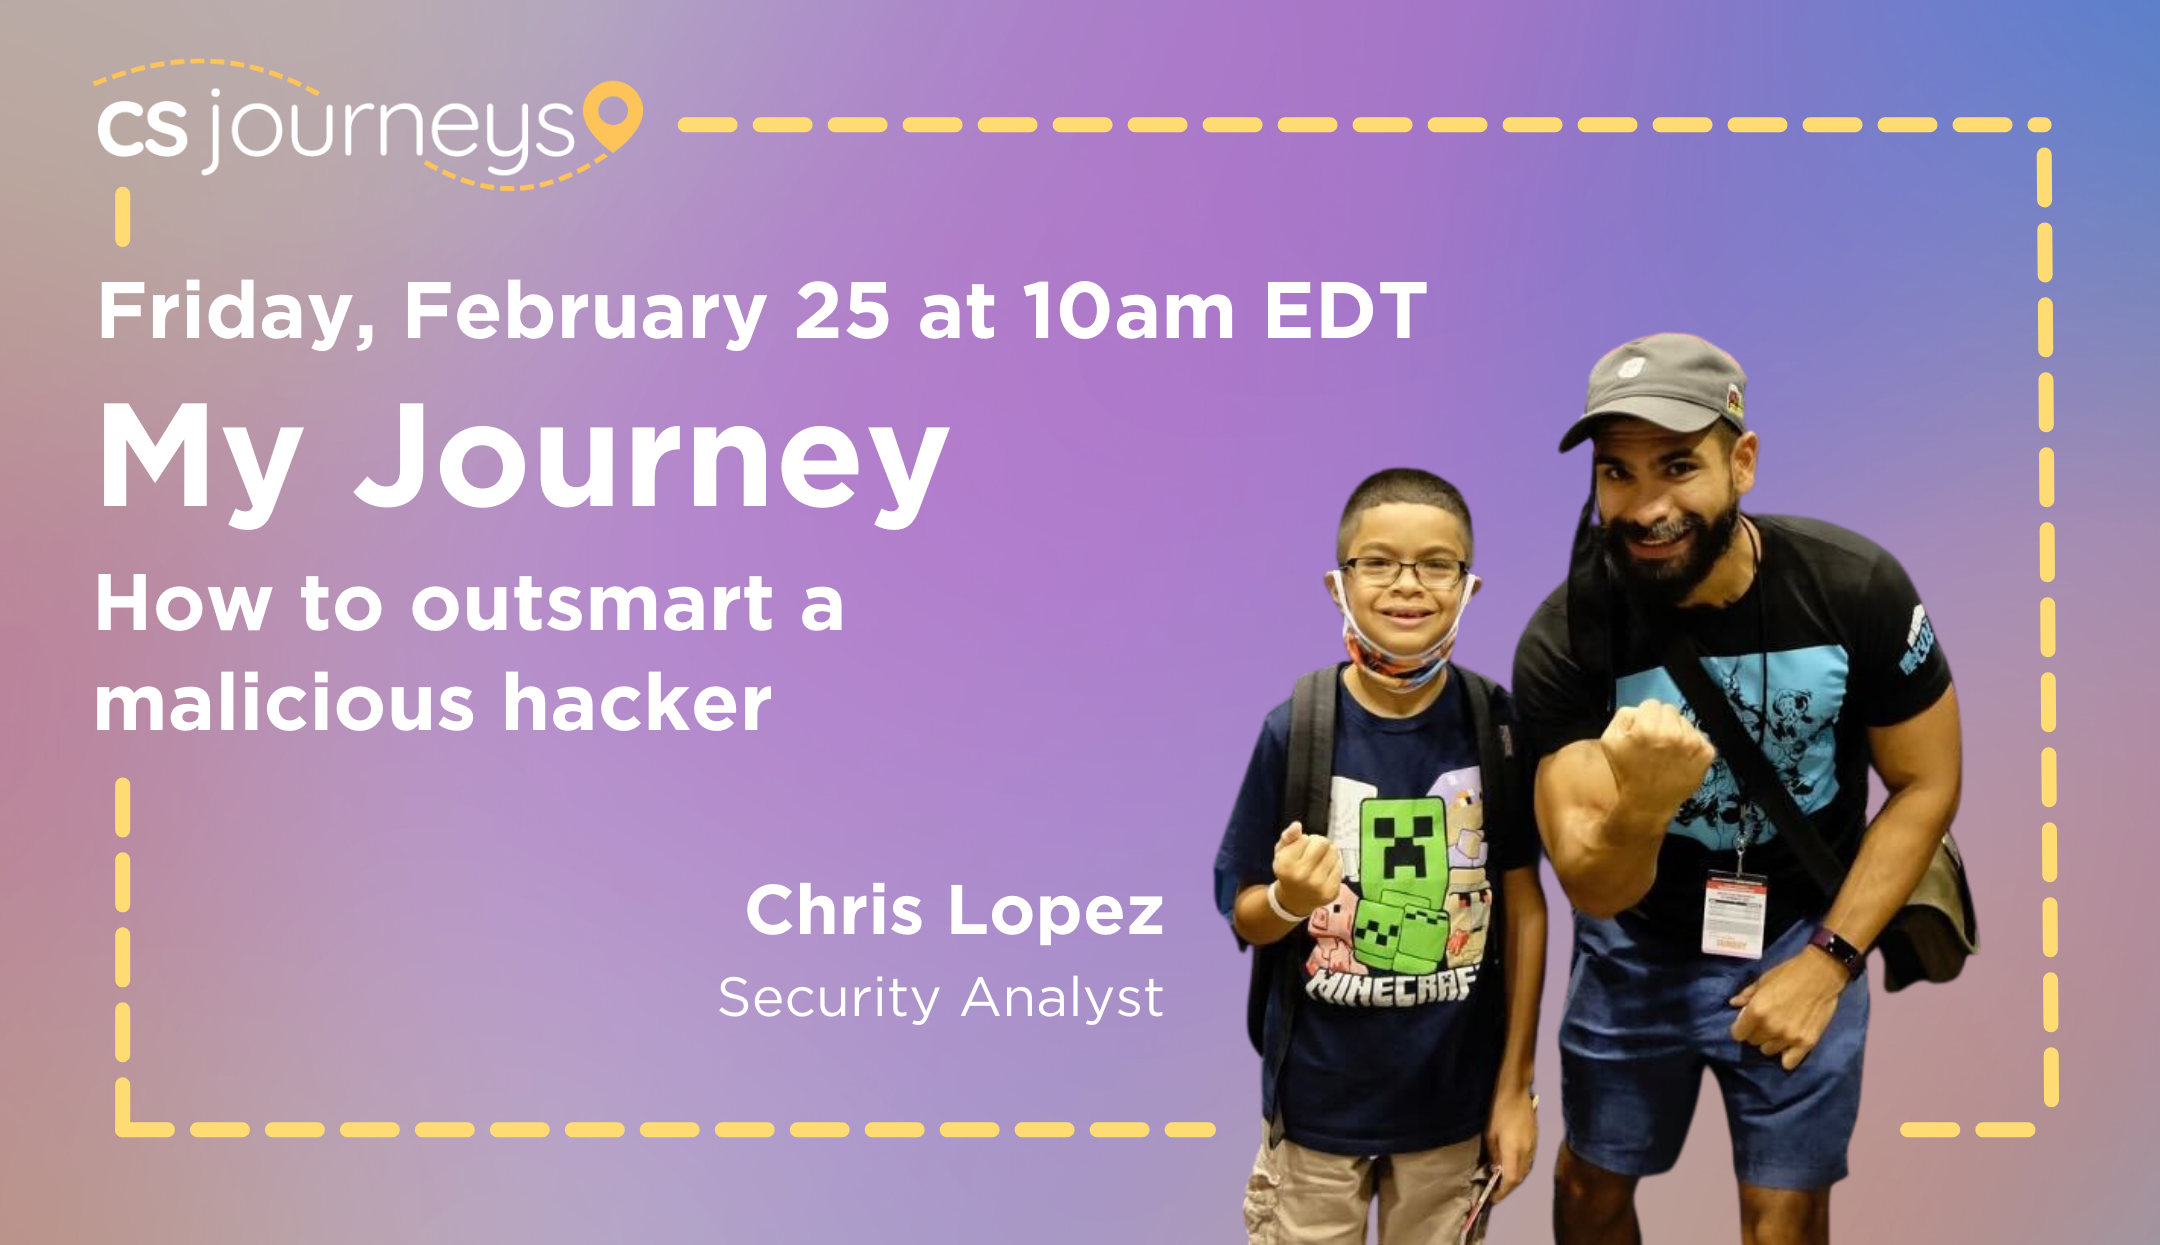 CS journeys
Friday, February 25 at 10am EDT
My Journey
How to outsmart a
malicious hacker
Chris Lopez
Security Analyst
MINECRAF